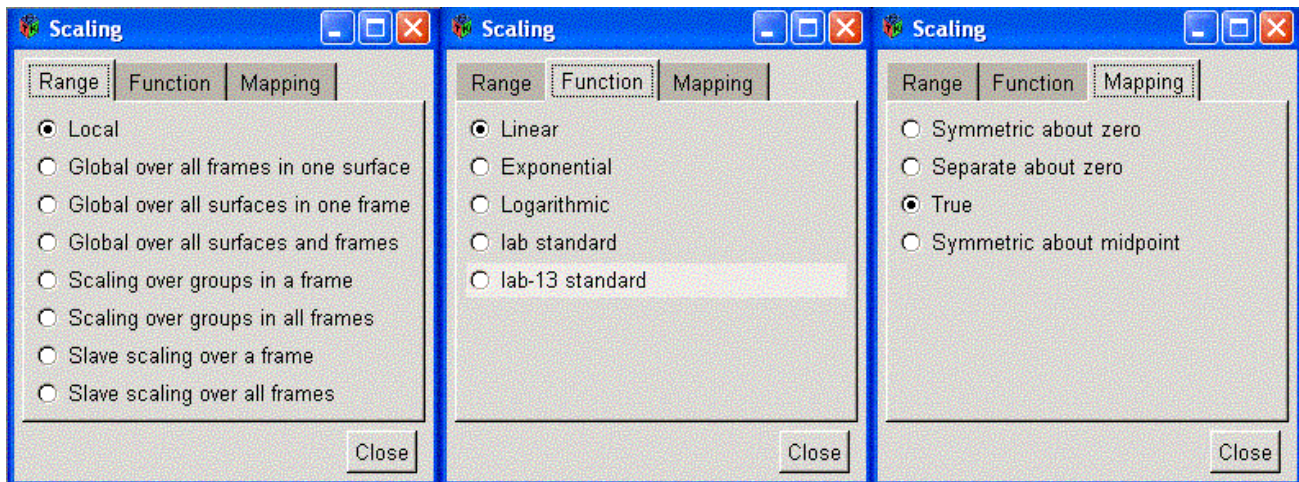 Scaling
Range Function Mapping
Local
Global over all frames in one surface
Global over all surfaces in one frame
Global over all surfaces and frames
Scaling over groups in a frame
Scaling over groups in all frames
Slave scaling over a frame
Slave scaling over all frames
Close
Scaling
Range Function Mapping
Linear
Exponential
Logarithmic
lab standard
lab-13 standard
Close
Scaling
Range Function Mapping
Symmetric about zero
Separate about zero
True
Symmetric about midpoint
Close